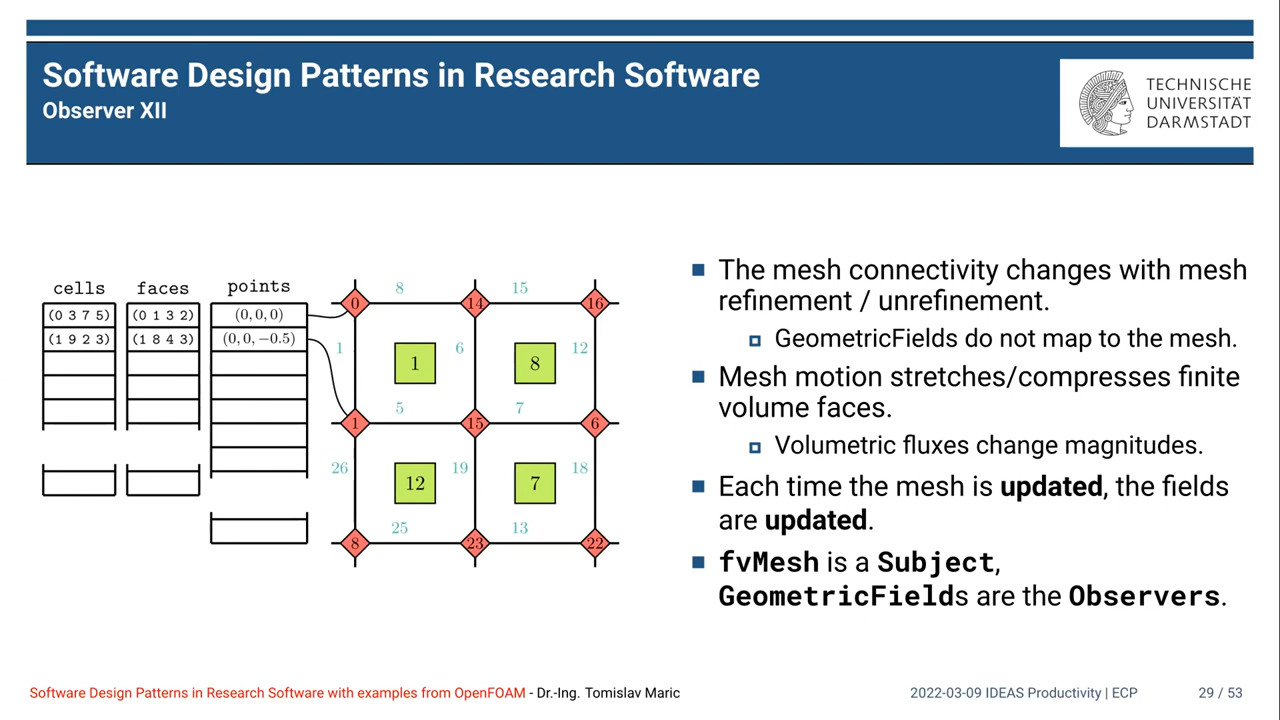 Software Design Patterns in Research Software
Observer XII
TECHNISCHE
UNIVERSITÄT
DARMSTADT
cells
faces
points
(0 3 7 5)
(0 1 3 2)
(0, 0, 0)
(1 9 2 3)
(1 8 4 3)
(0, 0, −0.5)
8
15
0
14
16
1
6
12
1
8
5
7
1
15
6
26
19
18
12
7
25
13
8
23
22
The mesh connectivity changes with mesh
refinement / unrefinement.
GeometricFields do not map to the mesh.
Mesh motion stretches/compresses finite
volume faces.
Volumetric fluxes change magnitudes.
Each time the mesh is updated, the fields
are updated.
fvMesh is a Subject,
GeometricFields are the Observers.
Software Design Patterns in Research Software with examples from OpenFOAM - Dr.-Ing. Tomislav Maric
2022-03-09 IDEAS Productivity | ECP
29 / 53